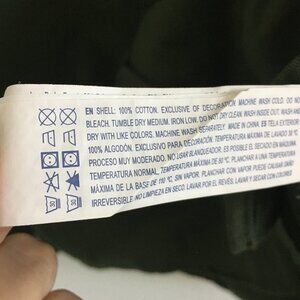 EN SHELL: 100% COTTON. EXCLUSIVE OF DECORATION. MACHINE WASH COLD. DO NOT
BLEACH. TUMBLE DRY MEDIUM. IRON LOW. DO NOT DRY CLEAN. WASH INSIDE OUT. WASH AND
DRY WITH LIKE COLORS. MACHINE WASH SEPARATELY. MADE IN CHINA. ES TELA EXTERIOR:
100% ALGODÓN. EXCLUSIVO PARA DECORACIÓN. TEMPERATURA MÁXIMA DE LAVADO 30 °C.
PROCESO MUY MODERADO. NO USAR BLANQUEADOR. ES POSIBLE EL SECADO EN MÁQUINA.
TEMPERATURA NORMAL, TEMPERATURA MÁXIMA DE 80 °C, PLANCHAR A UNA TEMPERATURA
MÁXIMA DE LA BASE DE 110 °C, SIN VAPOR. PLANCHAR CON VAPOR PUEDE CAUSAR DAÑO
IRREVERSIBLE NO LIMPIEZA EN SECO. LAVAR POR EL REVÉS. LAVAR Y SECAR CON COLORES